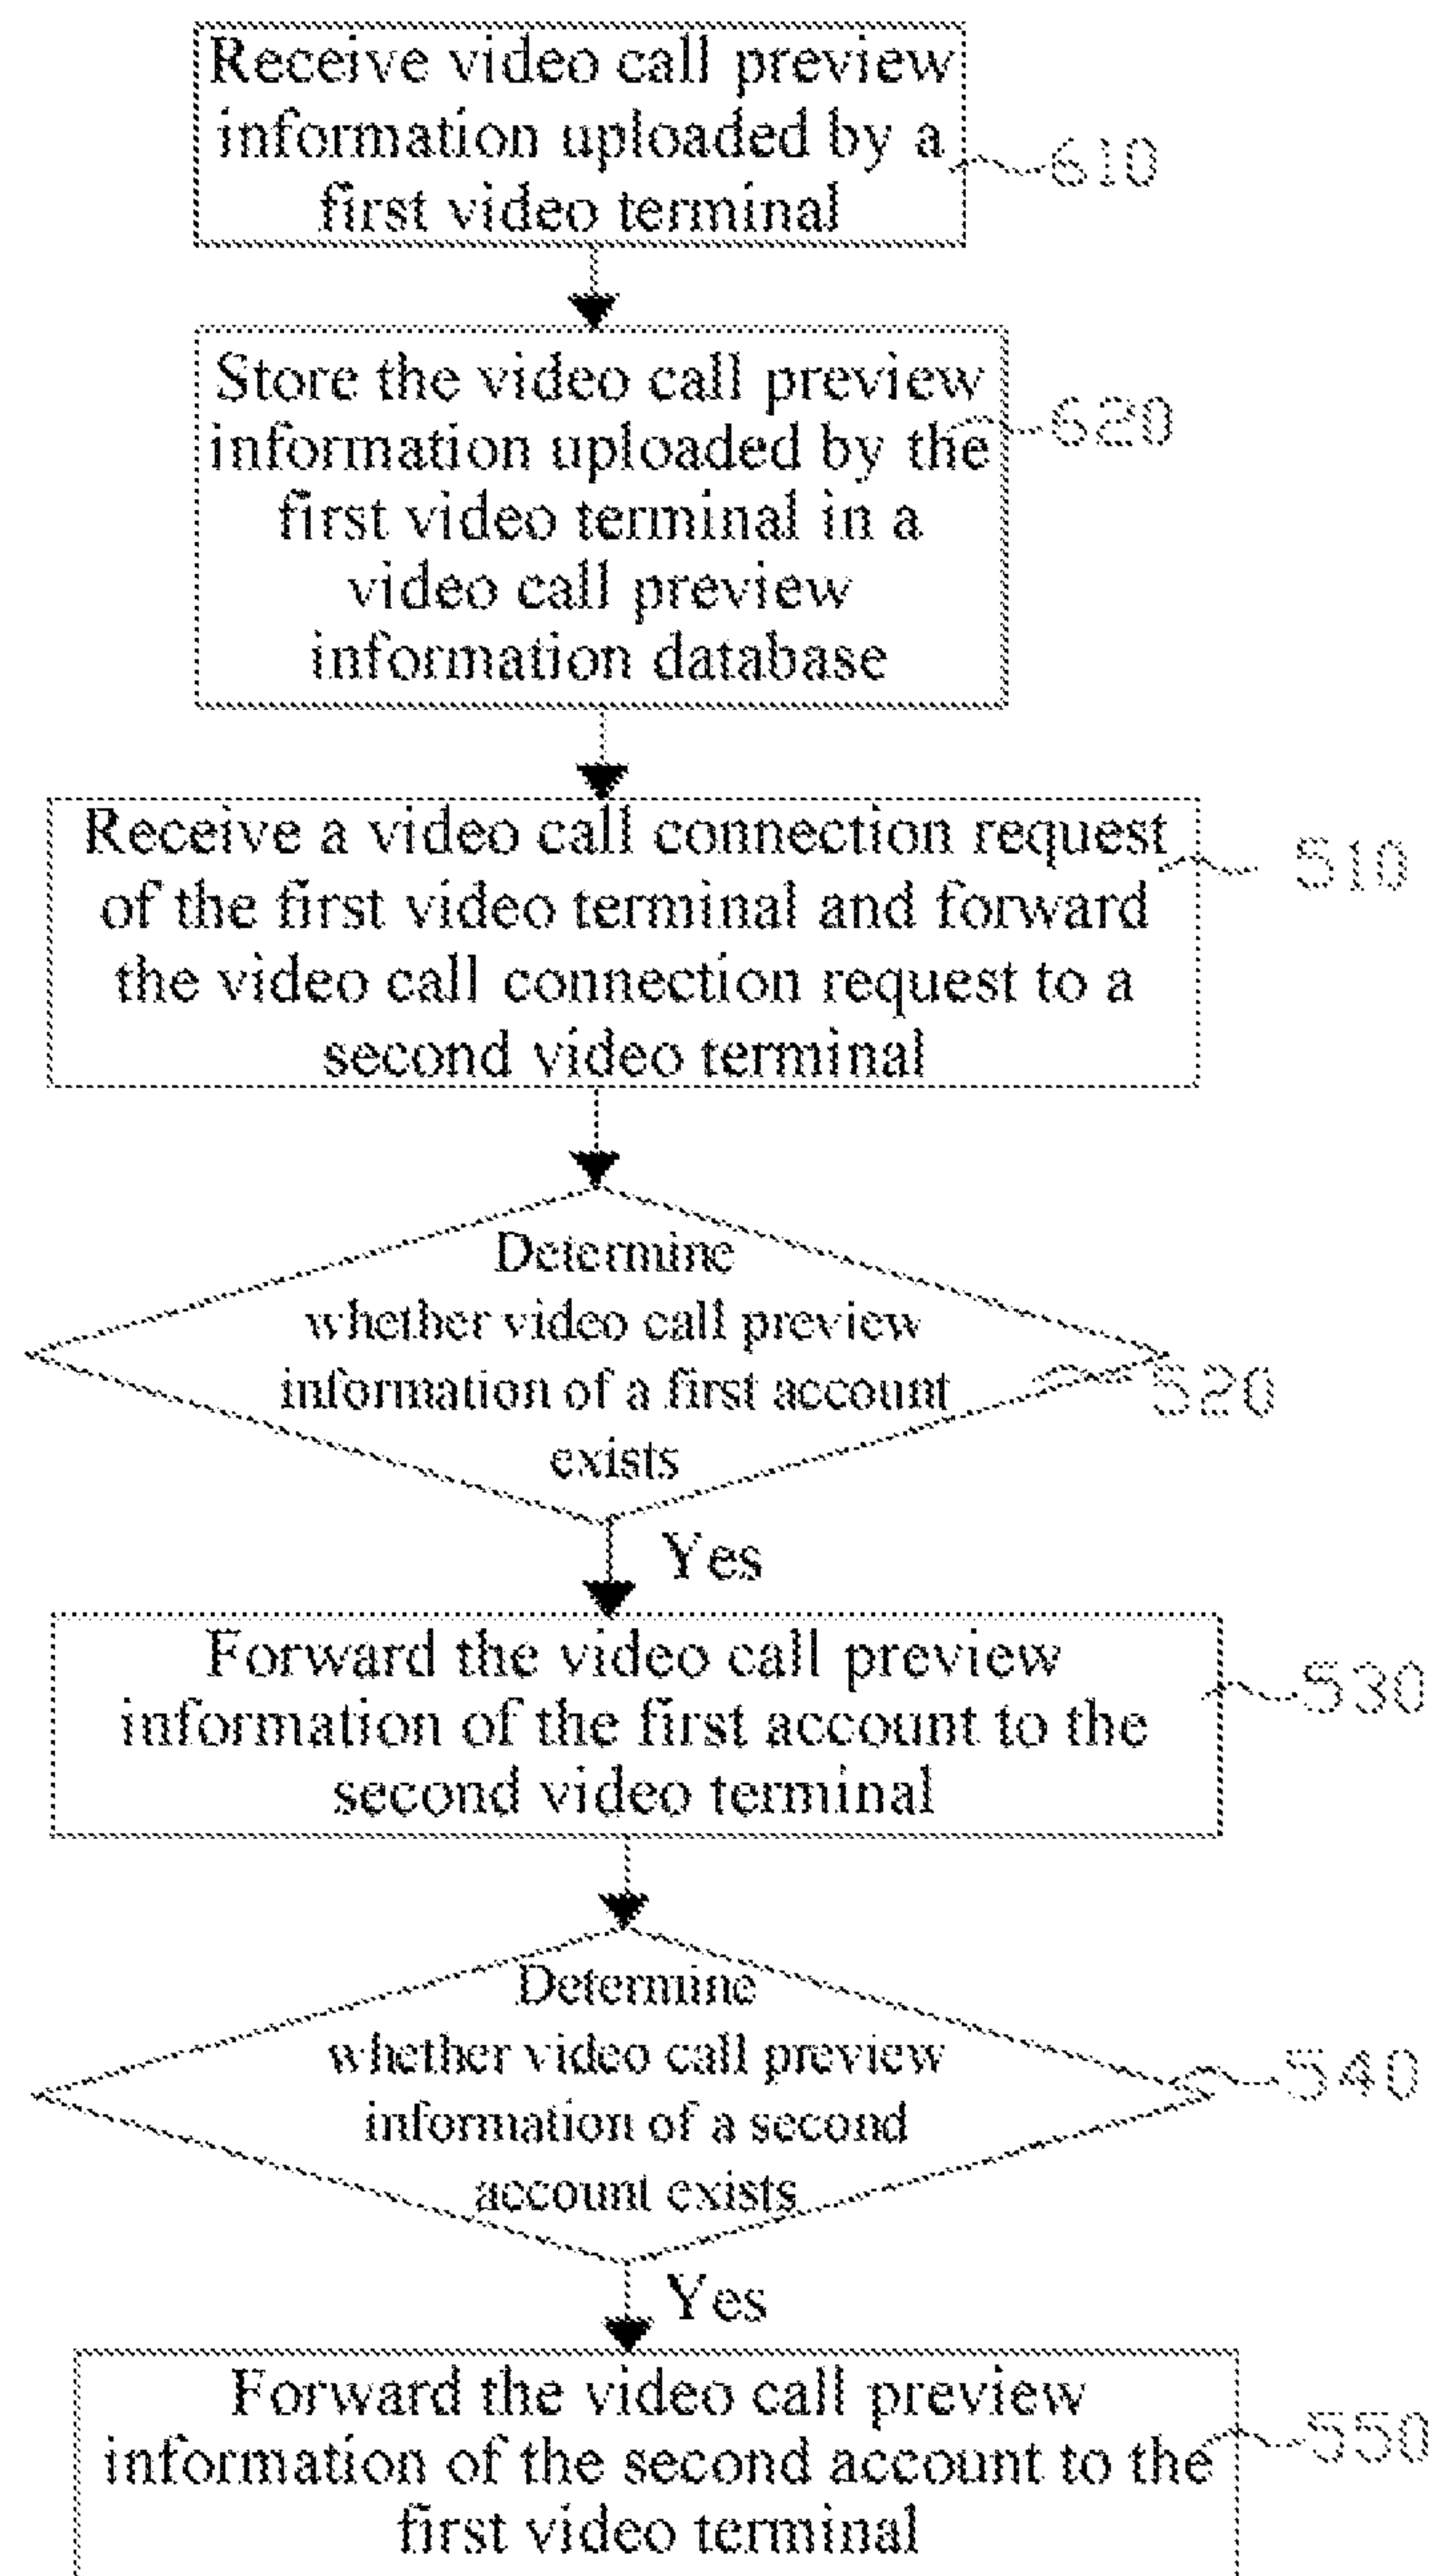 Receive video call preview
information uploaded by a
first video terminal
610
Store the video call preview
information uploaded by the
first video terminal in a
video call preview
information database
620
Receive a video call connection request
of the first video terminal and forward
the video call connection request to a
second video terminal
510
Determine
whether video call preview
information of a first account
exists
520
Yes
Forward the video call preview
information of the first account to the
second video terminal
530
Determine
whether video call preview
information of a second
account exists
540
Yes
Forward the video call preview
information of the second account to the
first video terminal
550